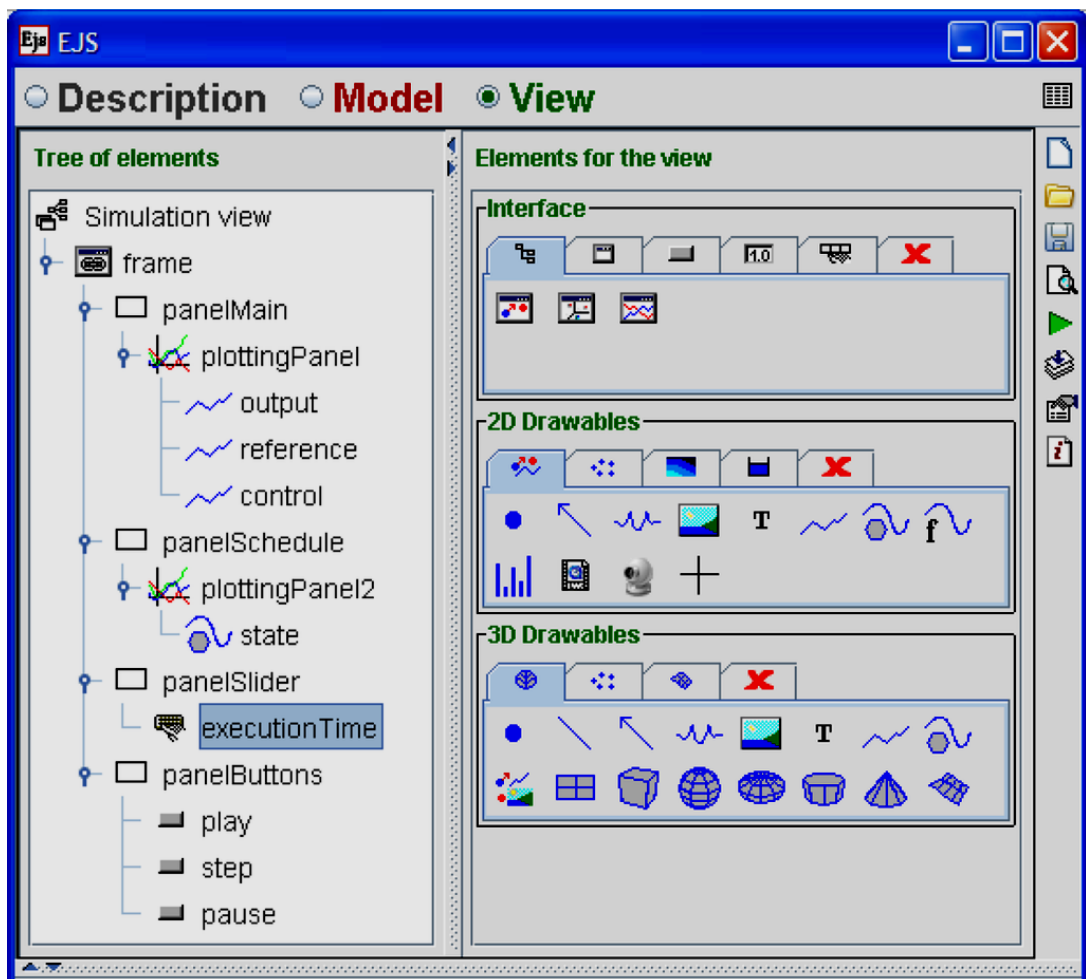 Ejs EJS
Description Model View
Tree of elements
Simulation view
frame
panelMain
plottingPanel
output
reference
control
panelSchedule
plottingPanel2
state
panelSlider
executionTime
panelButtons
play
step
pause
Elements for the view
Interface
1.0
2D Drawables
T
f
3D Drawables
T
i